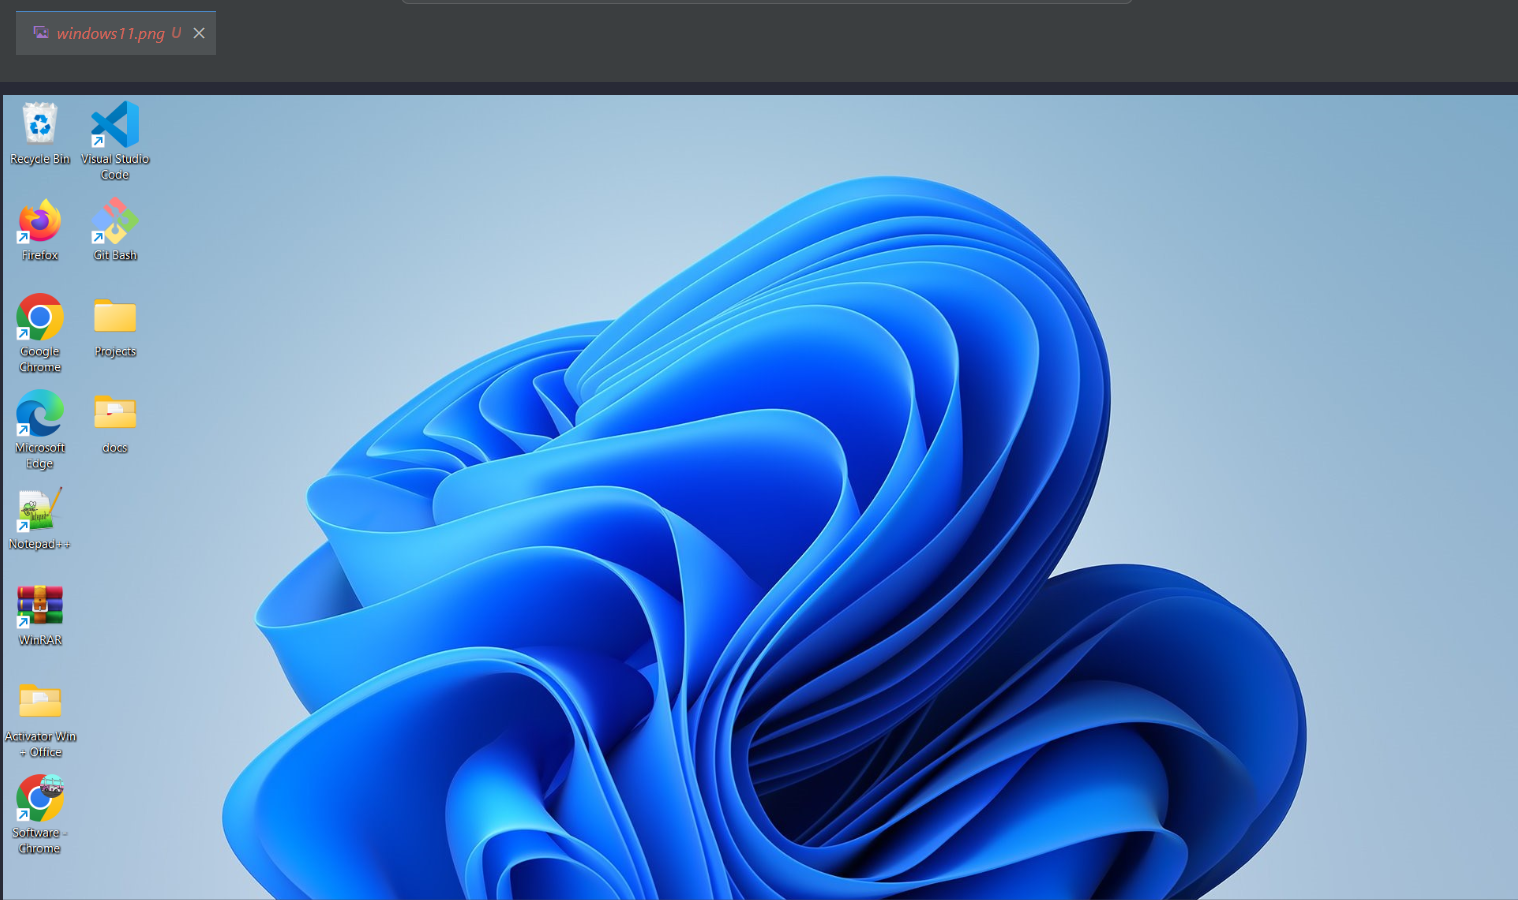 windows11.png U
Recycle Bin
Visual Studio
Code
Firefox
Git Bash
Google
Chrome
Projects
Microsoft
Edge
docs
Notepad++
WinRAR
Activator Win
+ Office
Software -
Chrome